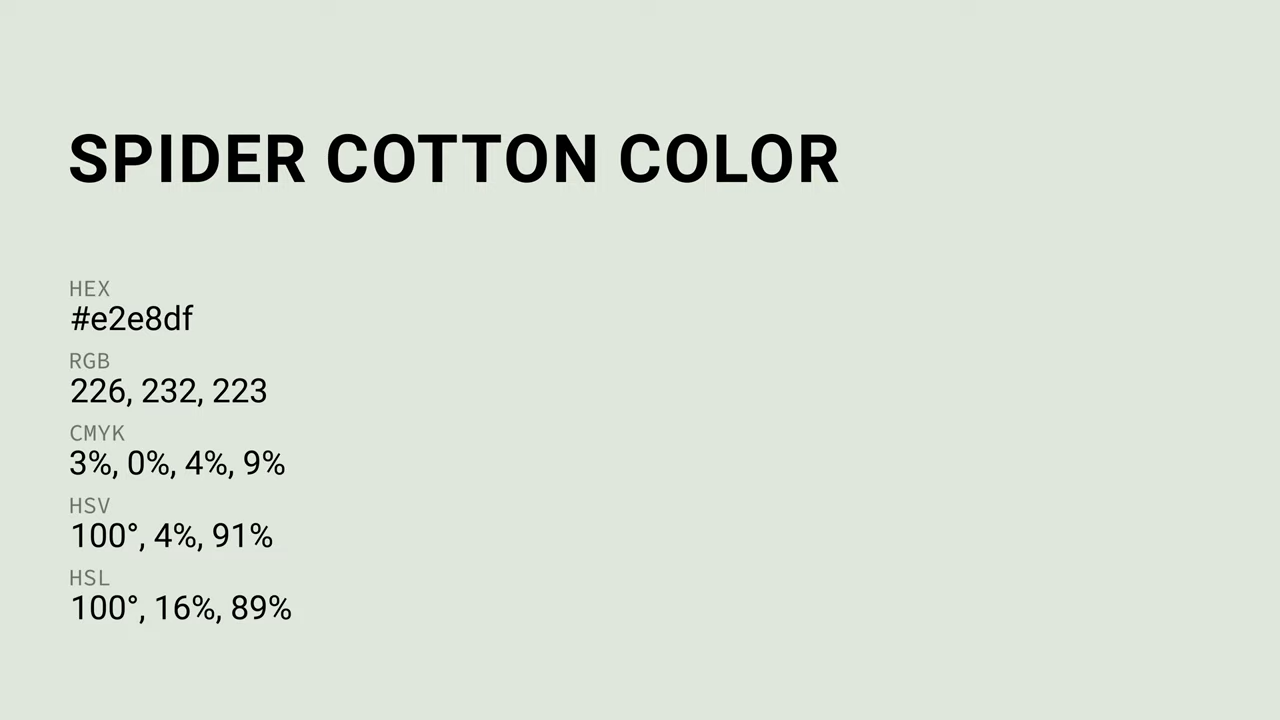 SPIDER COTTON COLOR
HEX
#e2e8df
RGB
226, 232, 223
CMYK
3%, 0%, 4%, 9%
HSV
100°, 4%, 91%
HSL
100°, 16%, 89%